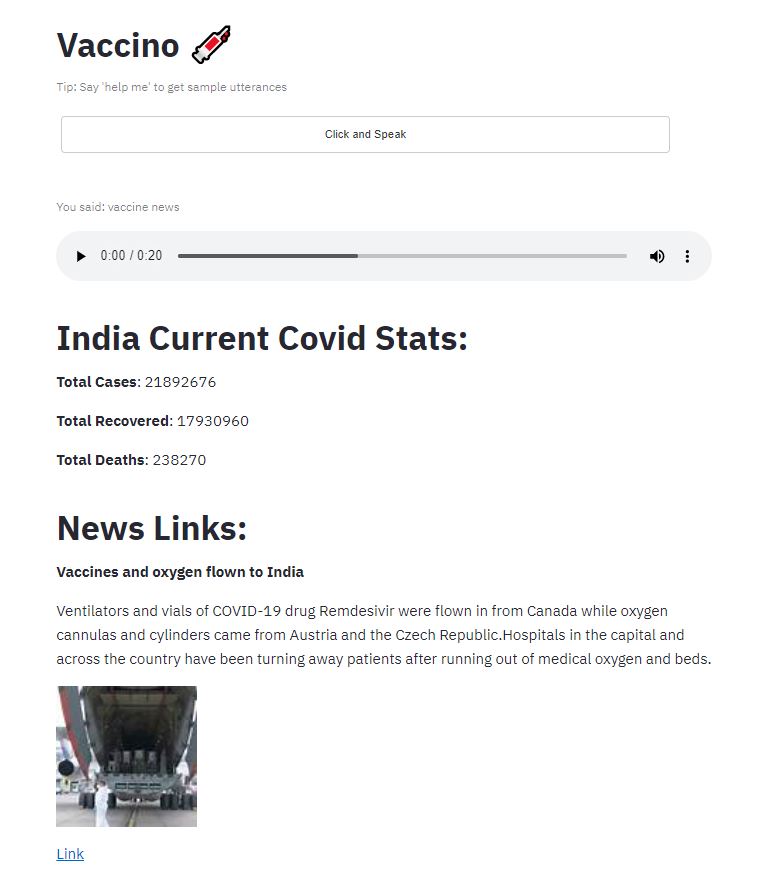 Vaccino
Tip: Say 'help me' to get sample utterances
Click and Speak
You said: vaccine news
0:00 / 0:20
India Current Covid Stats:
Total Cases: 21892676
Total Recovered: 17930960
Total Deaths: 238270
News Links:
Vaccines and oxygen flown to India
Ventilators and vials of COVID-19 drug Remdesivir were flown in from Canada while oxygen
cannulas and cylinders came from Austria and the Czech Republic.Hospitals in the capital and
across the country have been turning away patients after running out of medical oxygen and beds.
Link